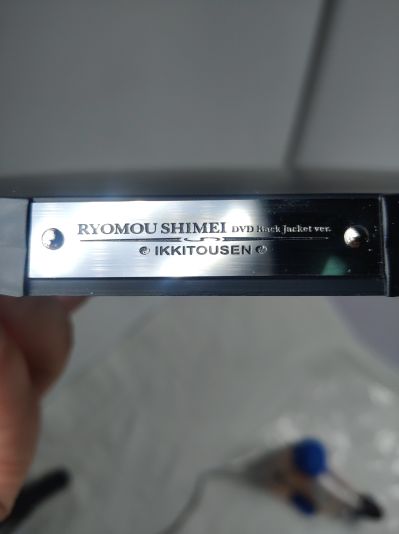 RYOMOU SHIMEI DVD Back Jacket ver.
IKKITOUSEN